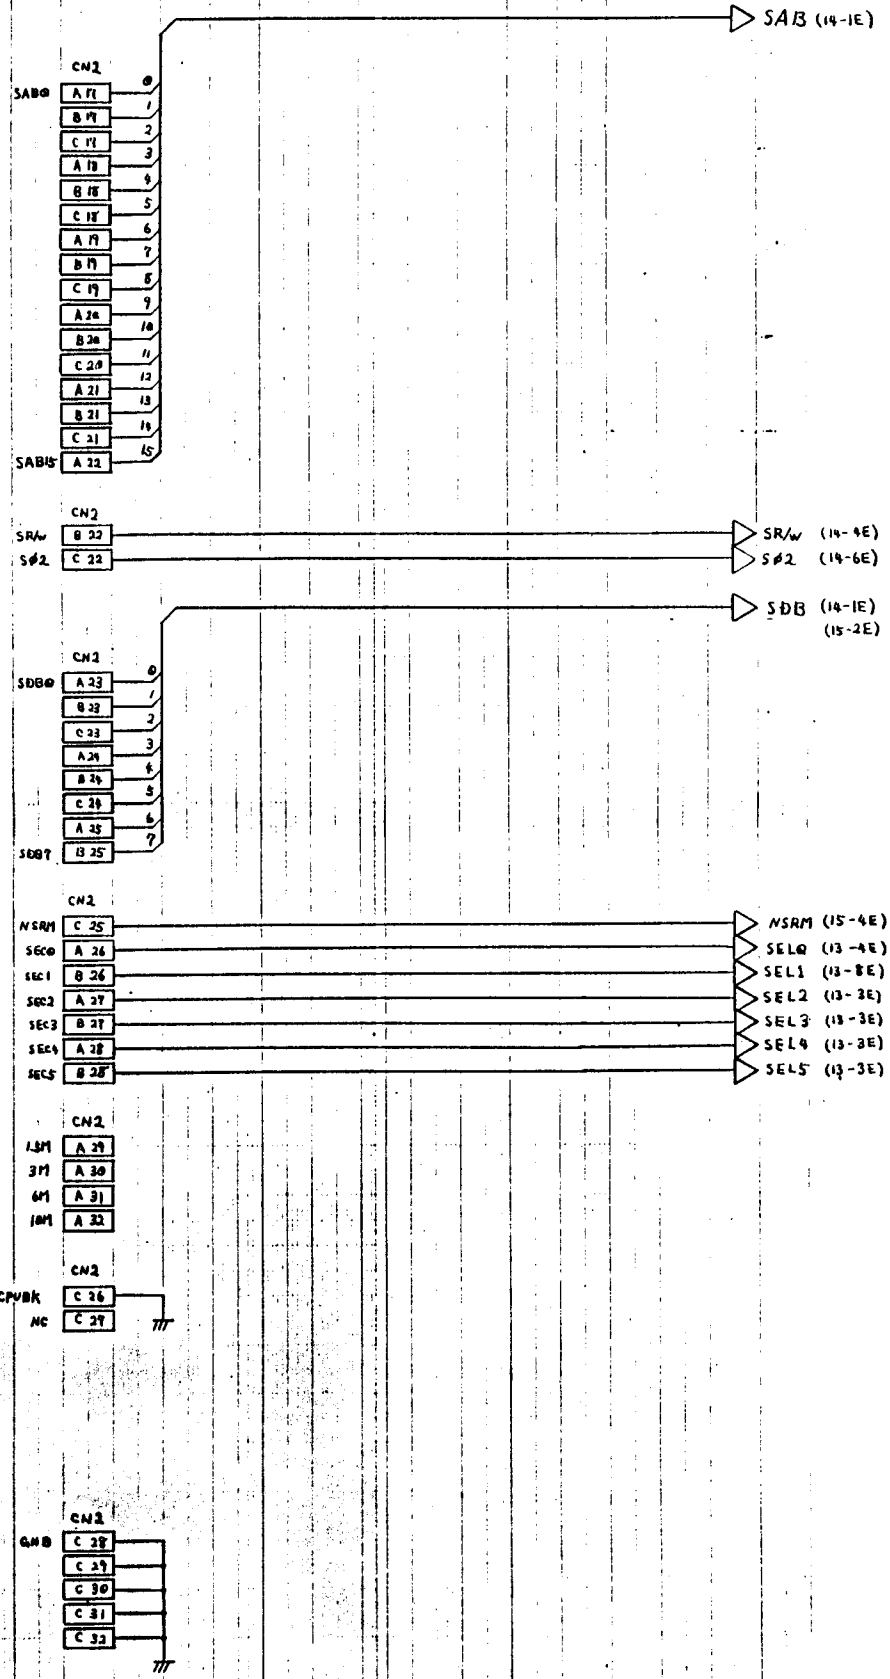 SAB (14-1E)
CN2
SAB0 A 17 0
B 17 1
C 17 2
A 18 3
B 18 4
C 18 5
A 19 6
B 19 7
C 19 8
A 20 9
B 20 10
C 20 11
A 21 12
B 21 13
C 21 14
SAB15 A 22 15
CN2
SR/W B 22 SR/W (14-4E)
Sø2 C 22 Sø2 (14-6E)
SDB (14-1E)
(15-2E)
CN2
SDB0 A 23 0
B 23 1
C 23 2
A 24 3
B 24 4
C 24 5
A 25 6
SDB7 B 25 7
CN2
NSRM C 25 NSRM (15-4E)
SEC0 A 26 SEL0 (13-4E)
SEC1 B 26 SEL1 (13-8E)
SEC2 A 27 SEL2 (13-3E)
SEC3 B 27 SEL3 (13-3E)
SEC4 A 28 SEL4 (13-3E)
SEC5 B 28 SEL5 (13-3E)
CN2
1.5M A 29
3M A 30
6M A 31
A 32
CN2
CPUBK C 26
NC C 27
CN2
GND C 28
C 29
C 30
C 31
C 32